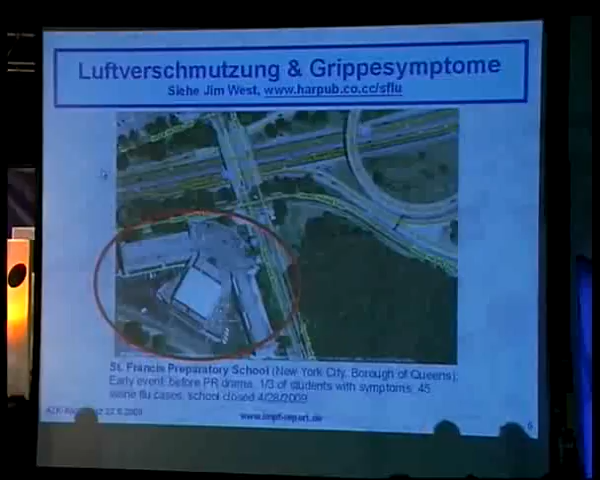 Luftverschmutzung & Grippesymptome
Siehe Jim West, www.harpub.co.cc/sflu
St. Francis Preparatory School (New York City, Borough of Queens);
Early event: before PR drama, 1/3 of students with symptoms, 45
swine flu cases, school closed 4/28/2009
www.impf-report.de
6